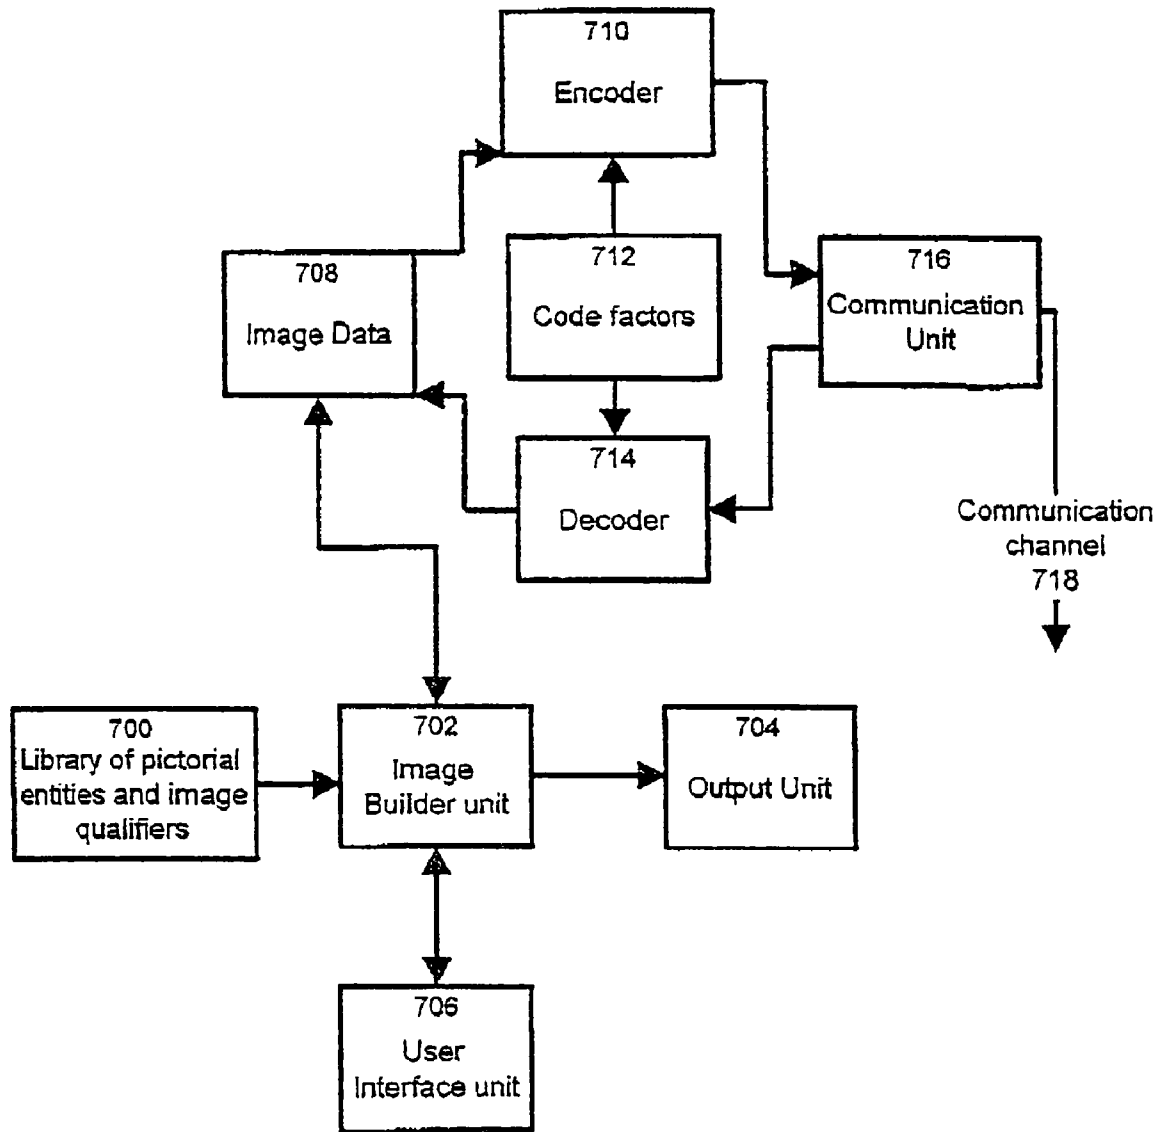 710
Encoder
712
Code factors
708
Image Data
716
Communication
Unit
714
Decoder
Communication
channel
718
700
Library of pictorial
entities and image
qualifiers
702
Image
Builder unit
704
Output Unit
706
User
Interface unit